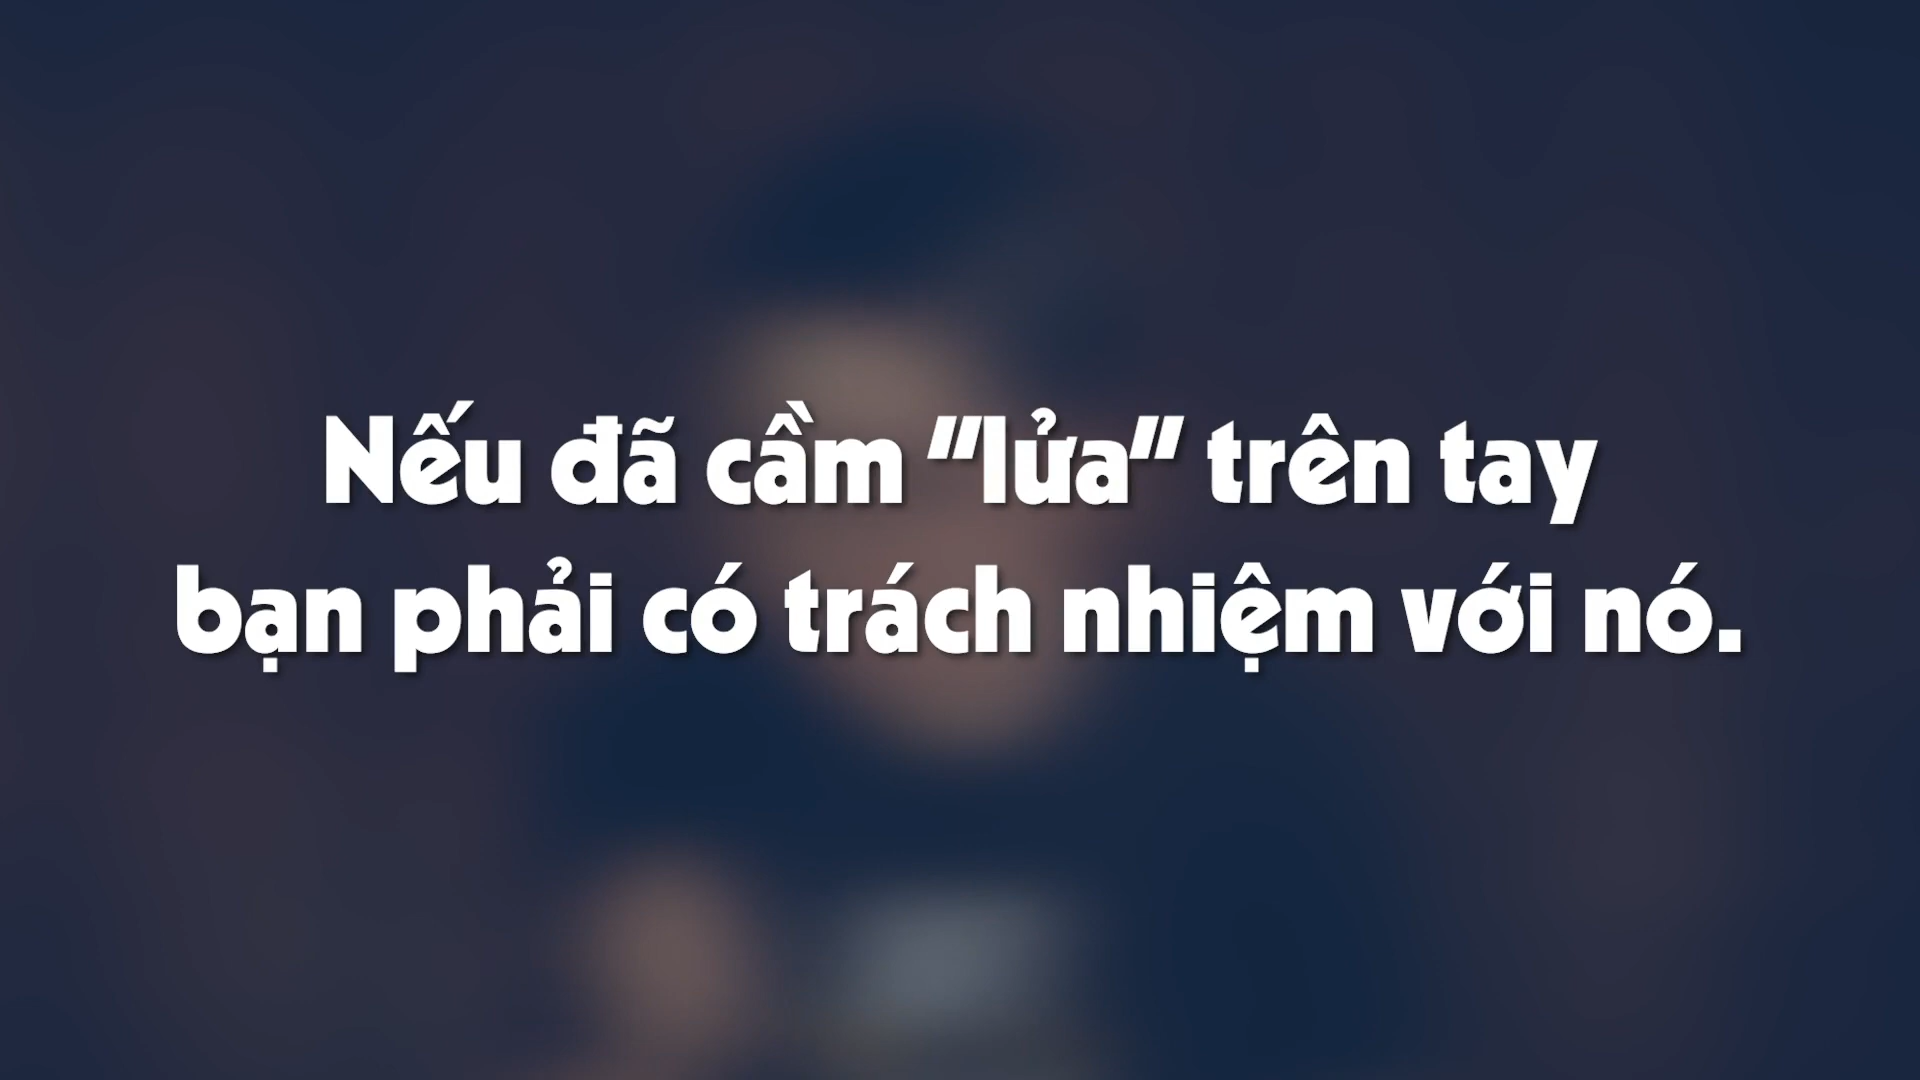 Nếu đã cầm "lửa" trên tay
bạn phải có trách nhiệm với nó.